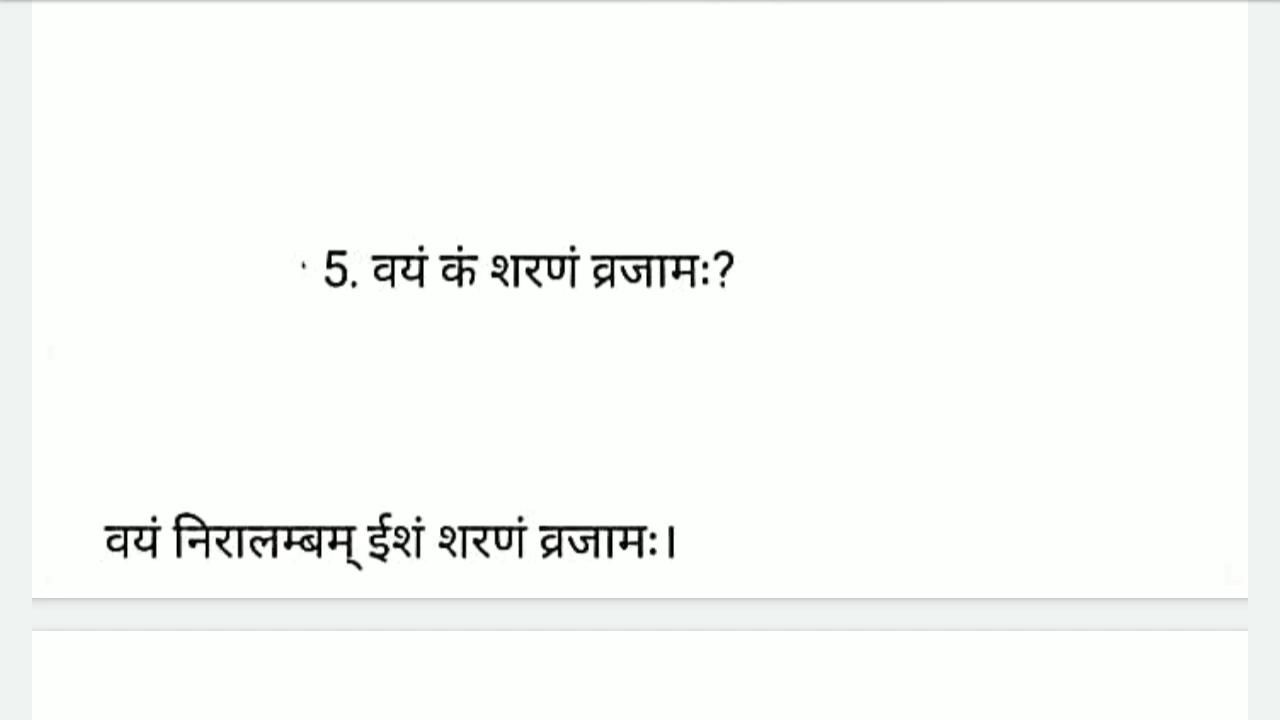 5. वयं कं शरणं व्रजामः?
वयं निरालम्बम् ईशं शरणं व्रजामः।